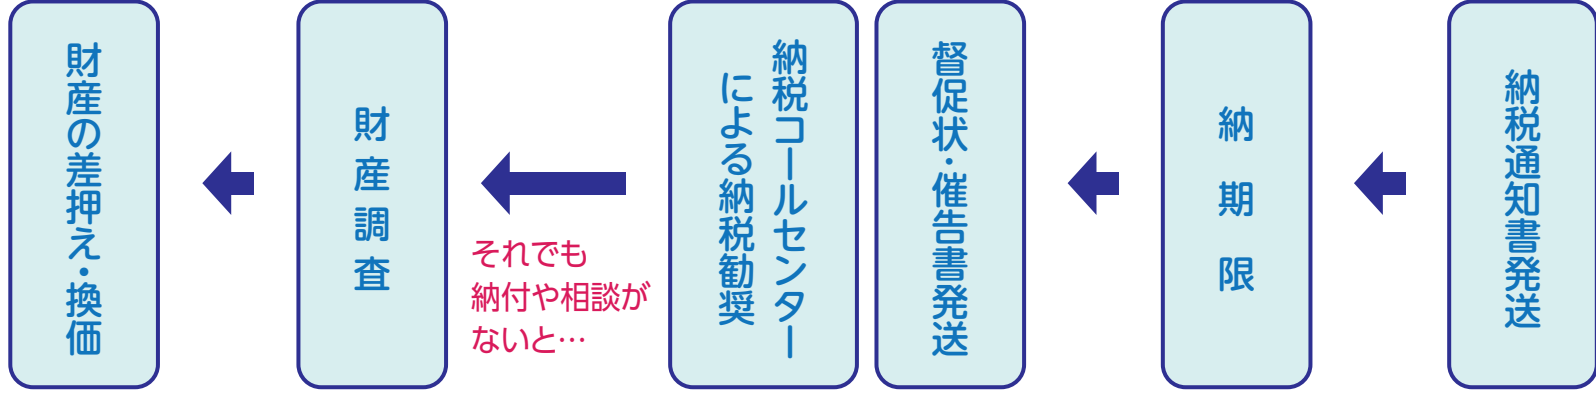 納税通知書発送
納期限
督促状・催告書発送
納税コールセンター
による納税勧奨
それでも
納付や相談が
ないと…
財産調査
財産の差押え・換価